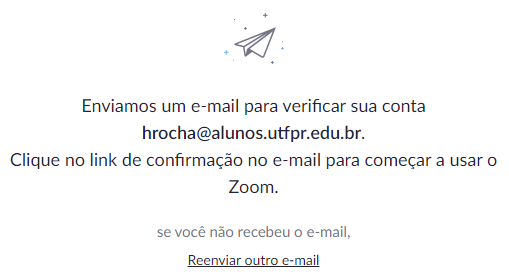 Enviamos um e-mail para verificar sua conta
hrocha@alunos.utfpr.edu.br.
Clique no link de confirmação no e-mail para começar a usar o
Zoom.
se você não recebeu o e-mail,
Reenviar outro e-mail